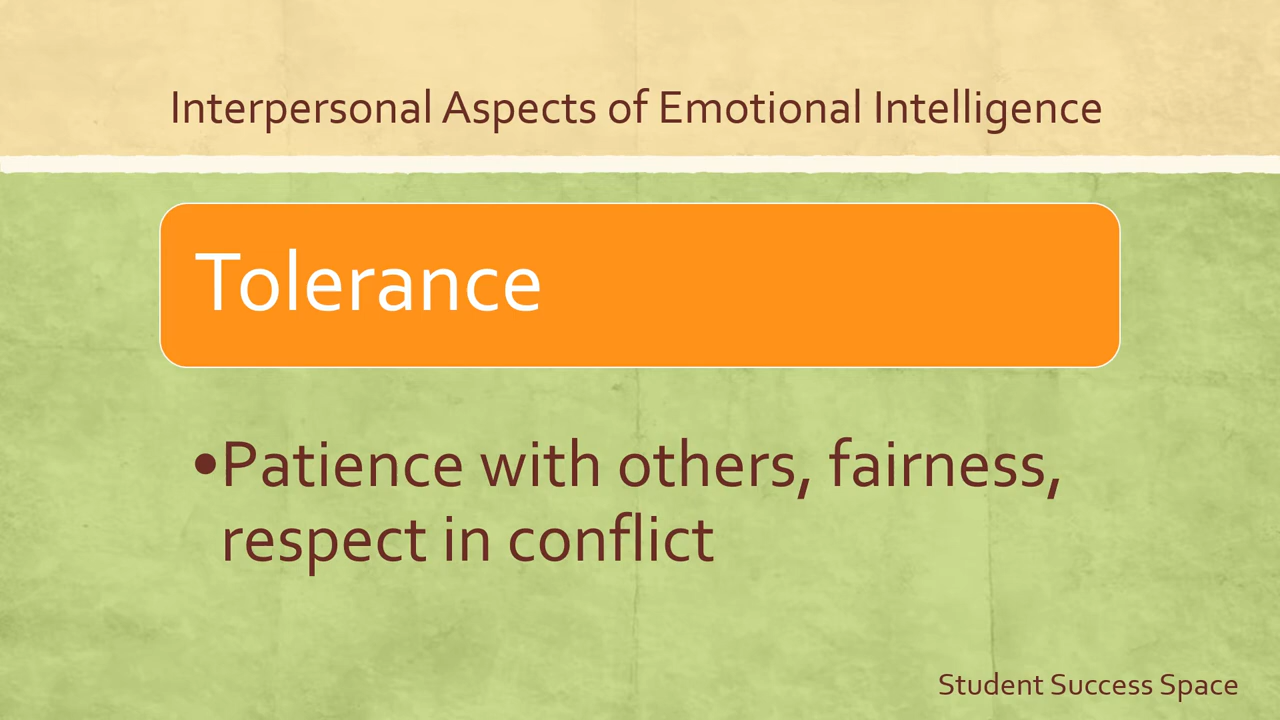 Interpersonal Aspects of Emotional Intelligence
Tolerance
•Patience with others, fairness,
respect in conflict
Student Success Space